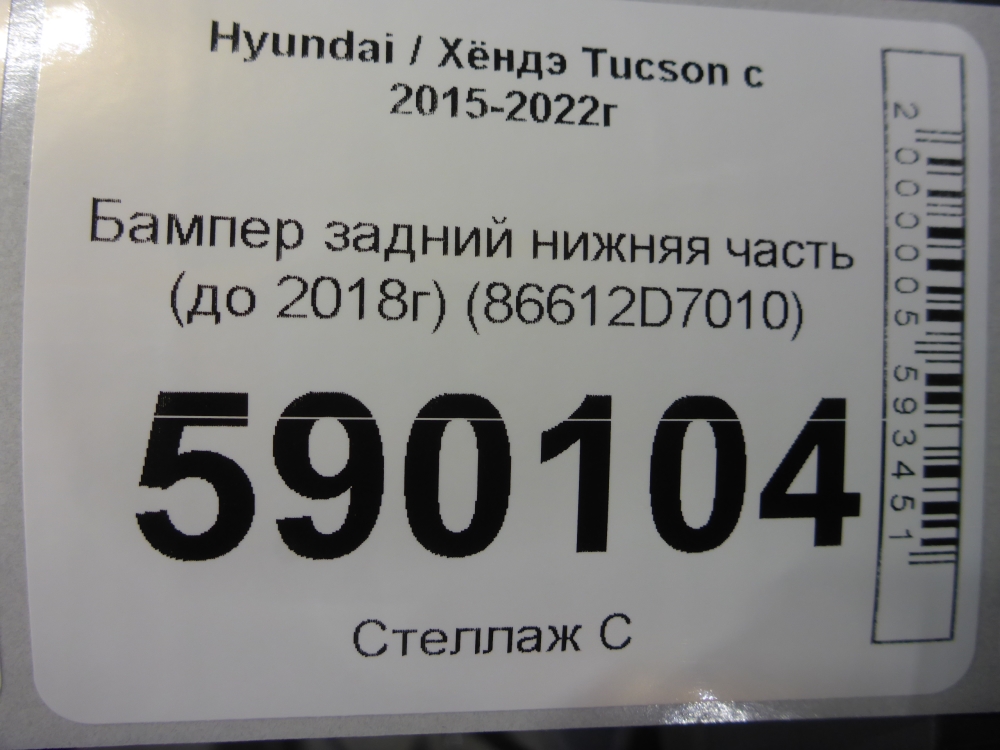 Hyundai / Хёндэ Tucson с
2015-2022г
Бампер задний нижняя часть
(до 2018г) (86612D7010)
590104
Стеллаж С
2000005593451